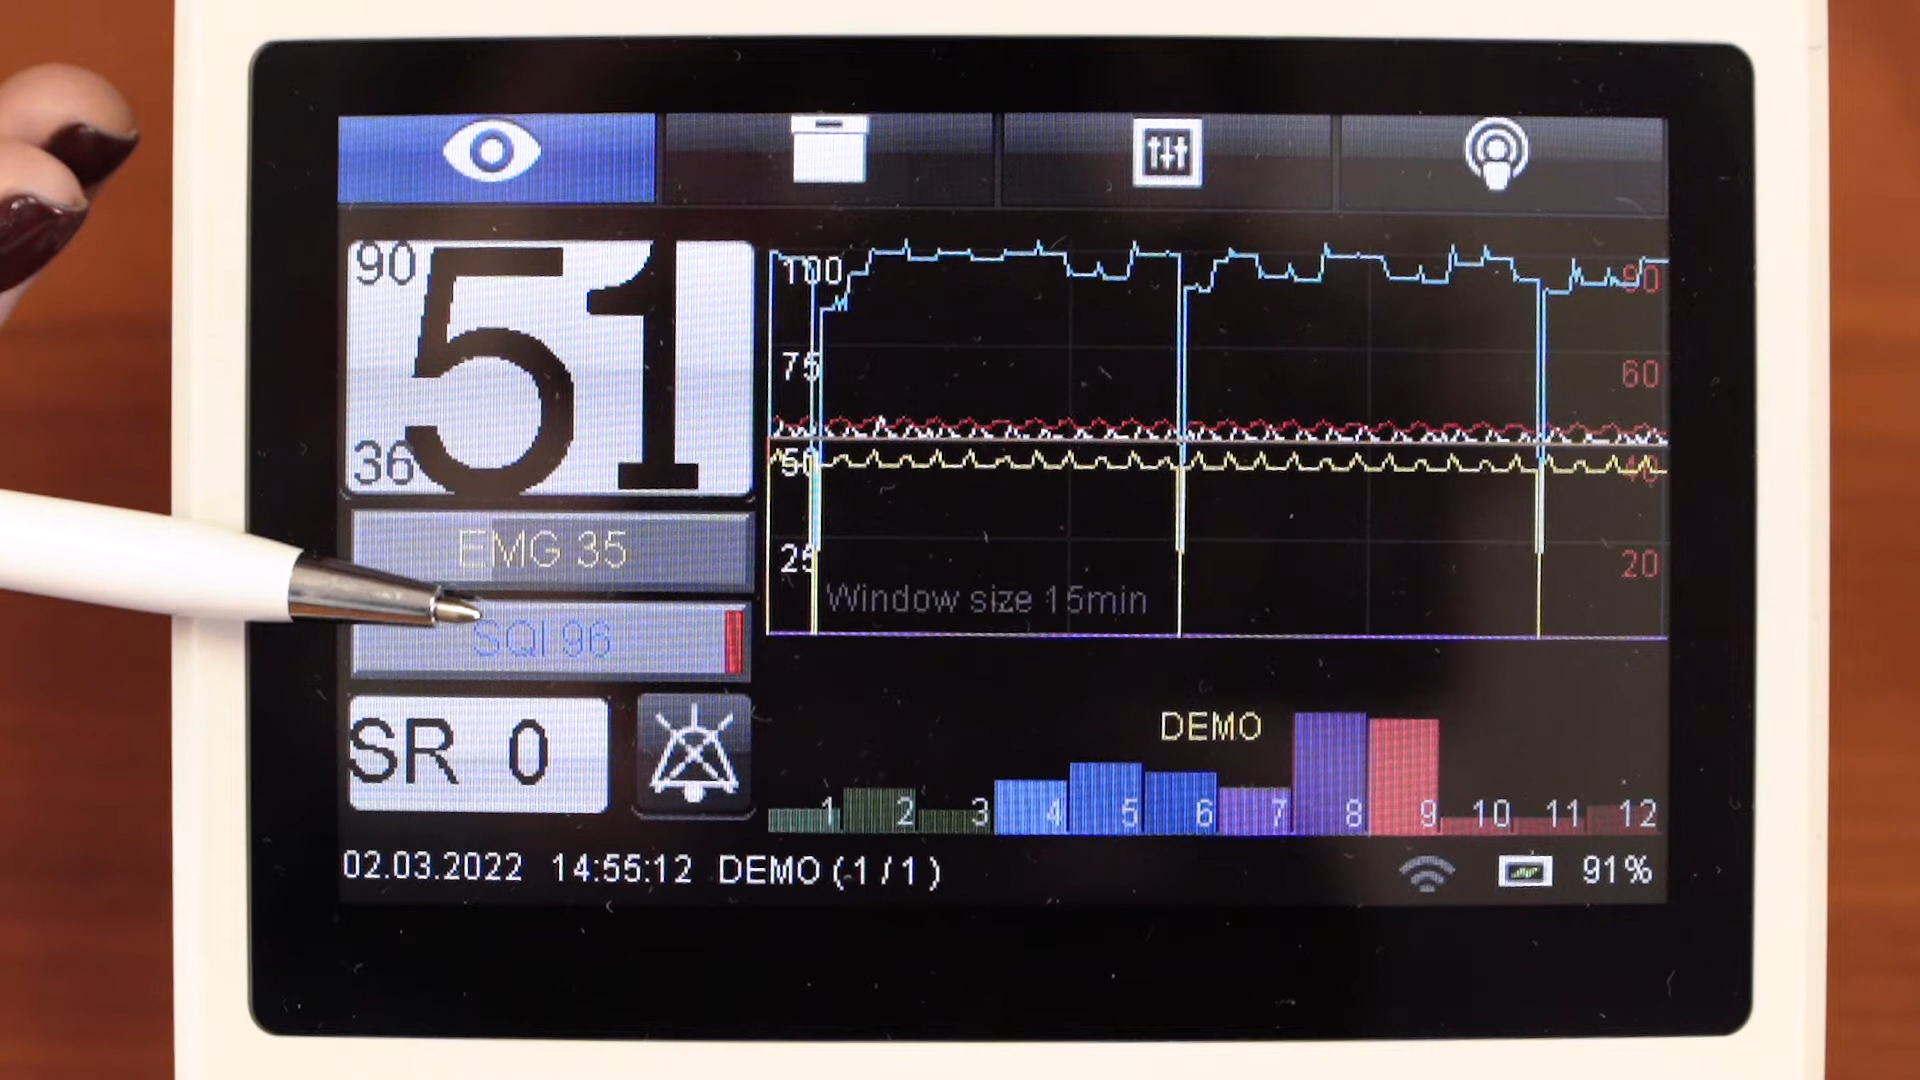 90
51
36
EMG 35
SQI 96
SR 0
100
75
50
25
90
60
40
20
Window size 15min
DEMO
1 2 3 4 5 6 7 8 9 10 11 12
02.03.2022 14:55:12 DEMO (1/1) 91%